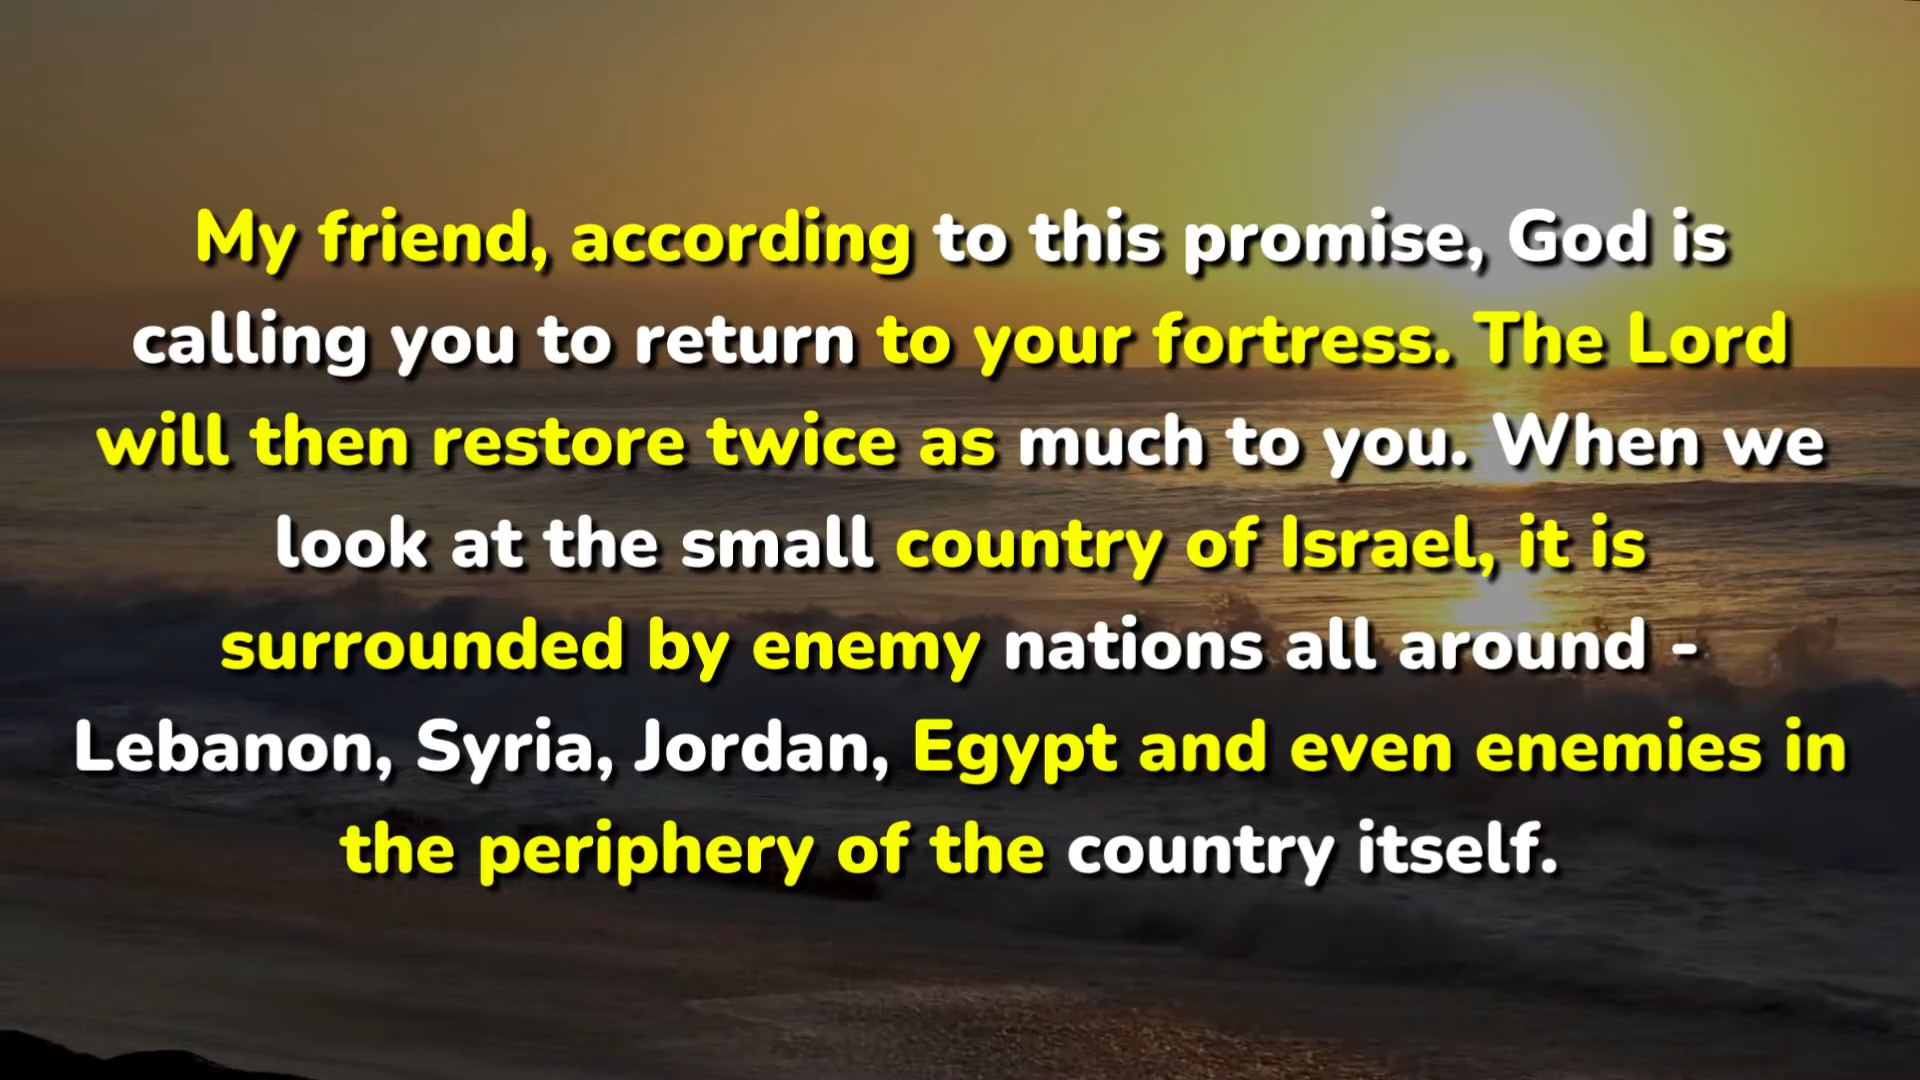 My friend, according to this promise, God is
calling you to return to your fortress. The Lord
will then restore twice as much to you. When we
look at the small country of Israel, it is
surrounded by enemy nations all around -
Lebanon, Syria, Jordan, Egypt and even enemies in
the periphery of the country itself.